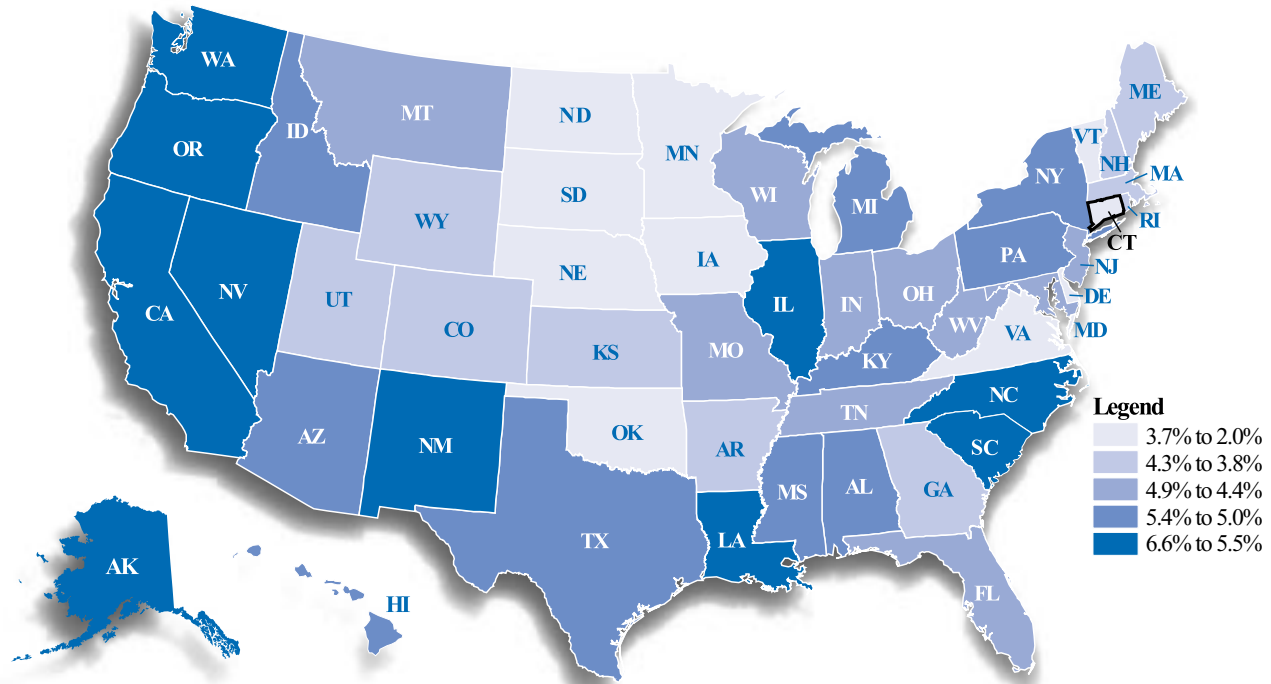 WA
MT
ND
ME
ID
OR
MN
VT
NH
MA
NY
SD
WI
MI
WY
RI
CT
PA
IA
NE
NJ
NV
UT
DE
OH
IN
IL
CA
CO
WV
VA
MD
KS
MO
KY
NC
TN
Legend
AZ
NM
OK
AR
SC
3.7% to 2.0%
4.3% to 3.8%
MS
AL
GA
4.9% to 4.4%
5.4% to 5.0%
TX
LA
6.6% to 5.5%
AK
FL
HI